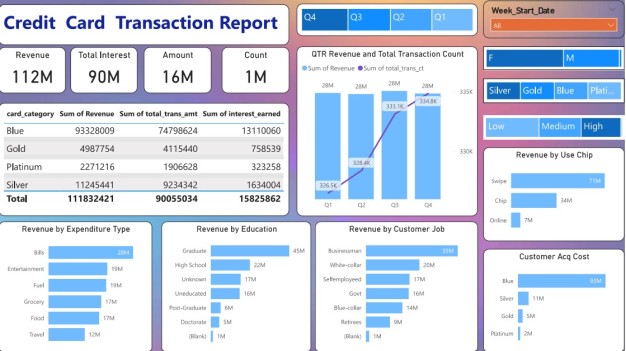 Credit Card Transaction Report
Q4 Q3 Q2 Q1
Week_Start_Date
All
F M
Silver Gold Blue Plati...
Low Medium High
Revenue
112M
Total Interest
90M
Amount
16M
Count
1M
card_category Sum of Revenue Sum of total_trans_amt Sum of interest_earned
Blue 93328009 74798624 13110060
Gold 4987754 4115440 758539
Platinum 2271216 1906628 323258
Silver 11245441 9234342 1634004
Total 111832421 90055034 15825862
QTR Revenue and Total Transaction Count
Sum of Revenue Sum of total_trans_ct
28M 28M 28M 28M
335K
333.1K 334.8K
330K
328.4K
326.5K
Q1 Q2 Q3 Q4
Revenue by Use Chip
Swipe 71M
Chip 34M
Online 7M
Revenue by Expenditure Type
Bills 28M
Entertainment 19M
Fuel 19M
Grocery 17M
Food 17M
Travel 12M
Revenue by Education
Graduate 45M
High School 22M
Unknown 17M
Uneducated 16M
Post-Graduate 6M
Doctorate 5M
(Blank) 1M
Revenue by Customer Job
Businessman
White-collar 20M
Selfemployeed 17M
Govt 16M
Blue-collar 14M
Retirees 9M
(Blank) 1M
Customer Acq Cost
Blue 93M
Silver 11M
Gold 5M
Platinum 2M